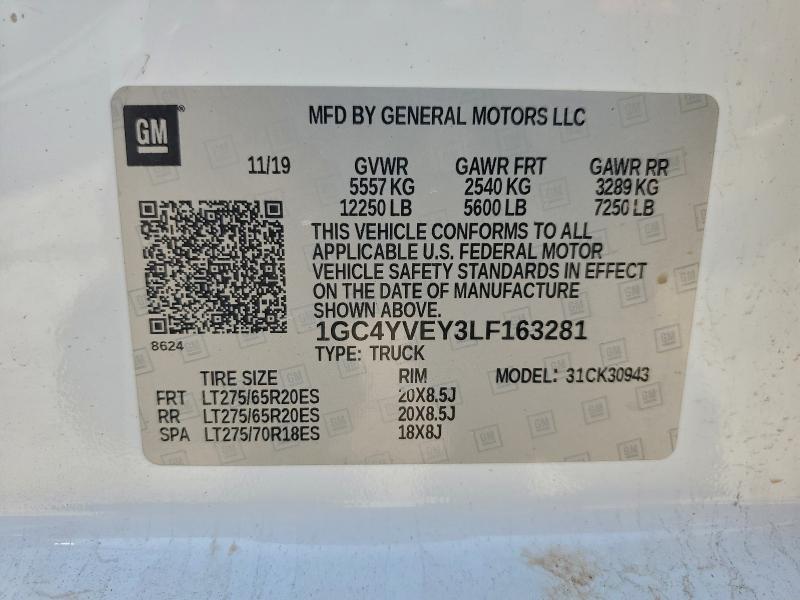 GM®
MFD BY GENERAL MOTORS LLC
11/19 GVWR GAWR FRT GAWR RR
5557 KG 2540 KG 3289 KG
12250 LB 5600 LB 7250 LB
THIS VEHICLE CONFORMS TO ALL
APPLICABLE U.S. FEDERAL MOTOR
VEHICLE SAFETY STANDARDS IN EFFECT
ON THE DATE OF MANUFACTURE
SHOWN ABOVE.
1GC4YVEY3LF163281
8624
TYPE: TRUCK
TIRE SIZE RIM MODEL: 31CK30943
FRT LT275/65R20ES 20X8.5J
RR LT275/65R20ES 20X8.5J
SPA LT275/70R18ES 18X8J